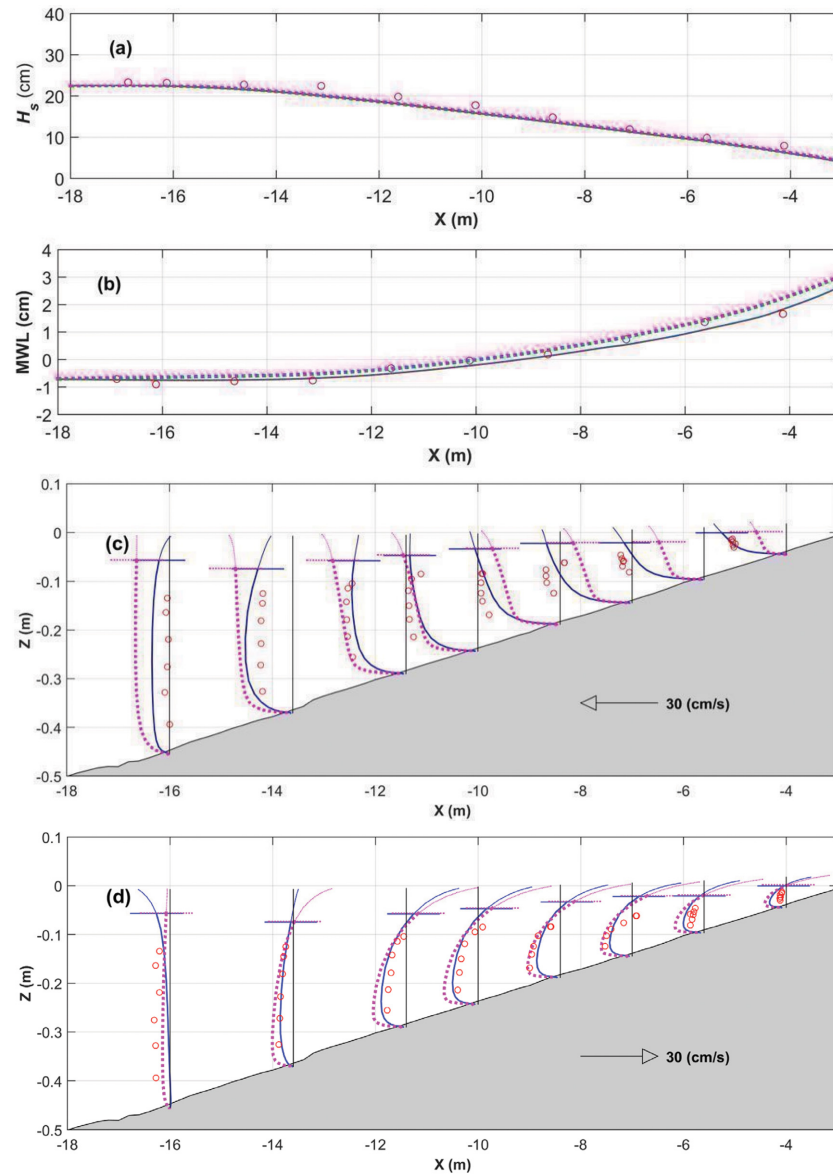 40
(a)
30
20
10
0
H_s (cm)
-18 -16 -14 -12 -10 -8 -6 -4
X (m)
4
3
(b)
2
1
0
-1
-2
MWL (cm)
-18 -16 -14 -12 -10 -8 -6 -4
X (m)
0.1
(c)
0
-0.1
-0.2
-0.3
30 (cm/s)
-0.4
-0.5
Z (m)
-18 -16 -14 -12 -10 -8 -6 -4
X (m)
0.1
(d)
0
-0.1
-0.2
-0.3
30 (cm/s)
-0.4
-0.5
Z (m)
-18 -16 -14 -12 -10 -8 -6 -4
X (m)